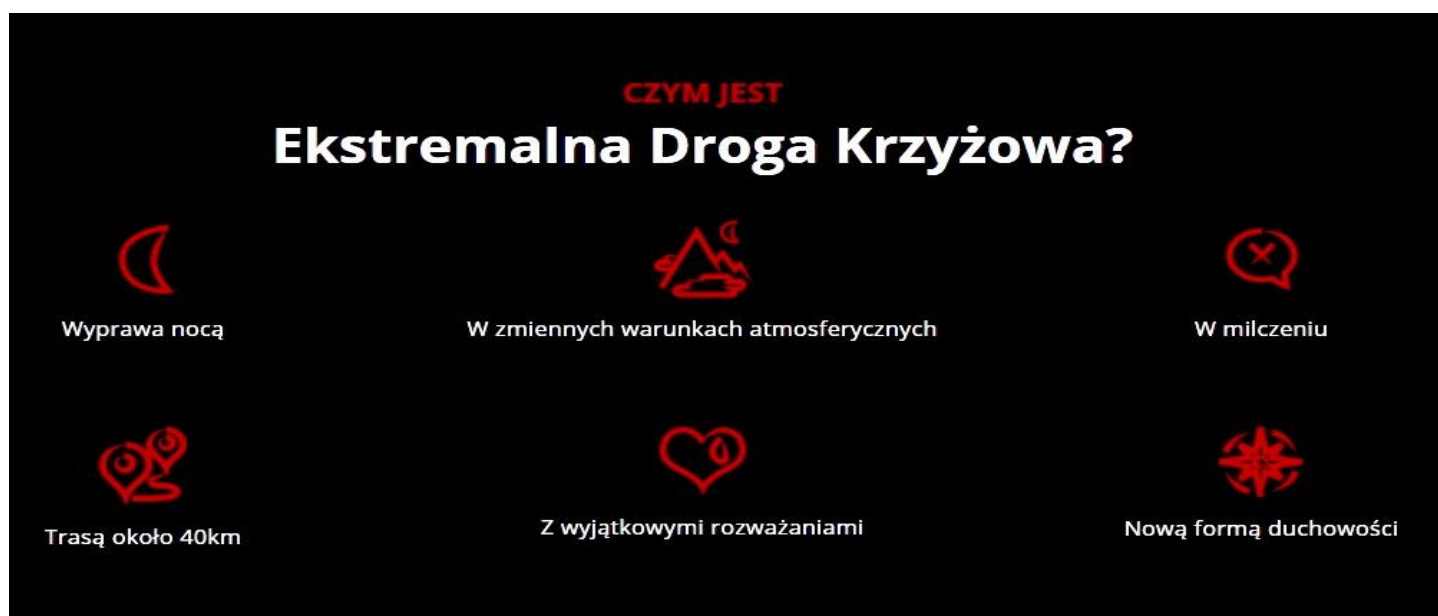 CZYM JEST
Ekstremalna Droga Krzyżowa?
Wyprawa nocą
W zmiennych warunkach atmosferycznych
W milczeniu
Trasą około 40km
Z wyjątkowymi rozważaniami
Nową formą duchowości